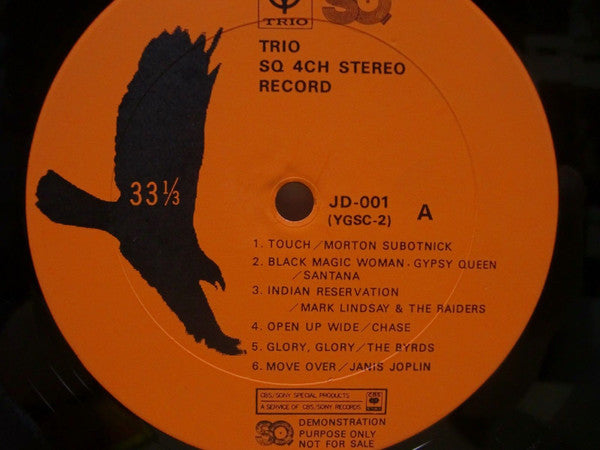 SQ
TRIO
TRIO
SQ 4CH STEREO
RECORD
33 1/3
JD-001
(YGSC-2)
A
1. TOUCH/MORTON SUBOTNICK
2. BLACK MAGIC WOMAN · GYPSY QUEEN
/SANTANA
3. INDIAN RESERVATION
/MARK LINDSAY & THE RAIDERS
4. OPEN UP WIDE/CHASE
5. GLORY, GLORY/THE BYRDS
6. MOVE OVER/JANIS JOPLIN
CBS/SONY SPECIAL PRODUCTS
A SERVICE OF CBS/SONY RECORDS
CBS
SQ
DEMONSTRATION
PURPOSE ONLY
NOT FOR SALE